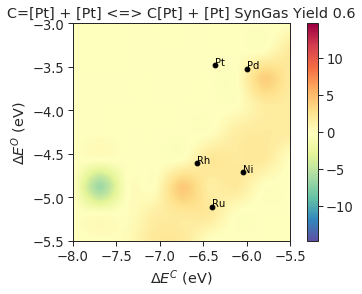 C=[Pt] + [Pt] <=> C[Pt] + [Pt] SynGas Yield 0.6
−3.0
−3.5
−4.0
−4.5
−5.0
−5.5
ΔE^O (eV)
Pt
Pd
Rh
Ni
Ru
−8.0 −7.5 −7.0 −6.5 −6.0 −5.5
ΔE^C (eV)
10
5
0
−5
−10